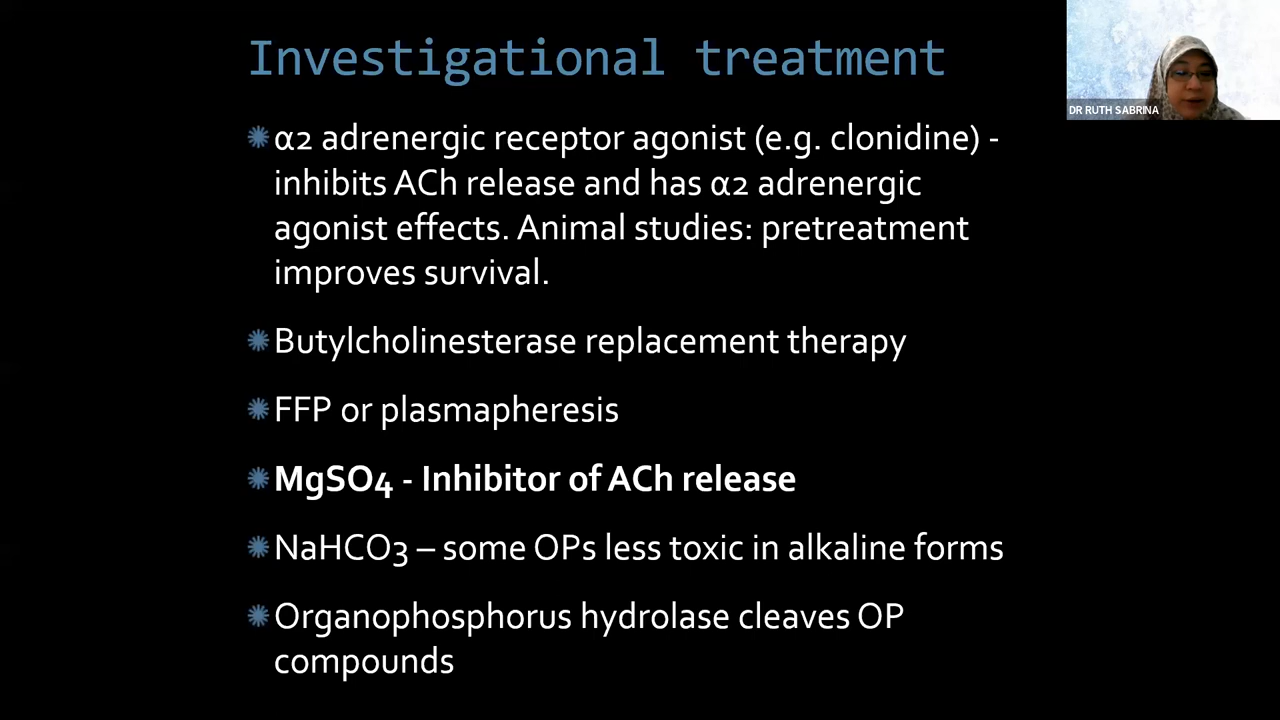 Investigational treatment
DR RUTH SABRINA
α2 adrenergic receptor agonist (e.g. clonidine) -
inhibits ACh release and has α2 adrenergic
agonist effects. Animal studies: pretreatment
improves survival.
Butylcholinesterase replacement therapy
FFP or plasmapheresis
MgSO4 - Inhibitor of ACh release
NaHCO3 – some OPs less toxic in alkaline forms
Organophosphorus hydrolase cleaves OP
compounds